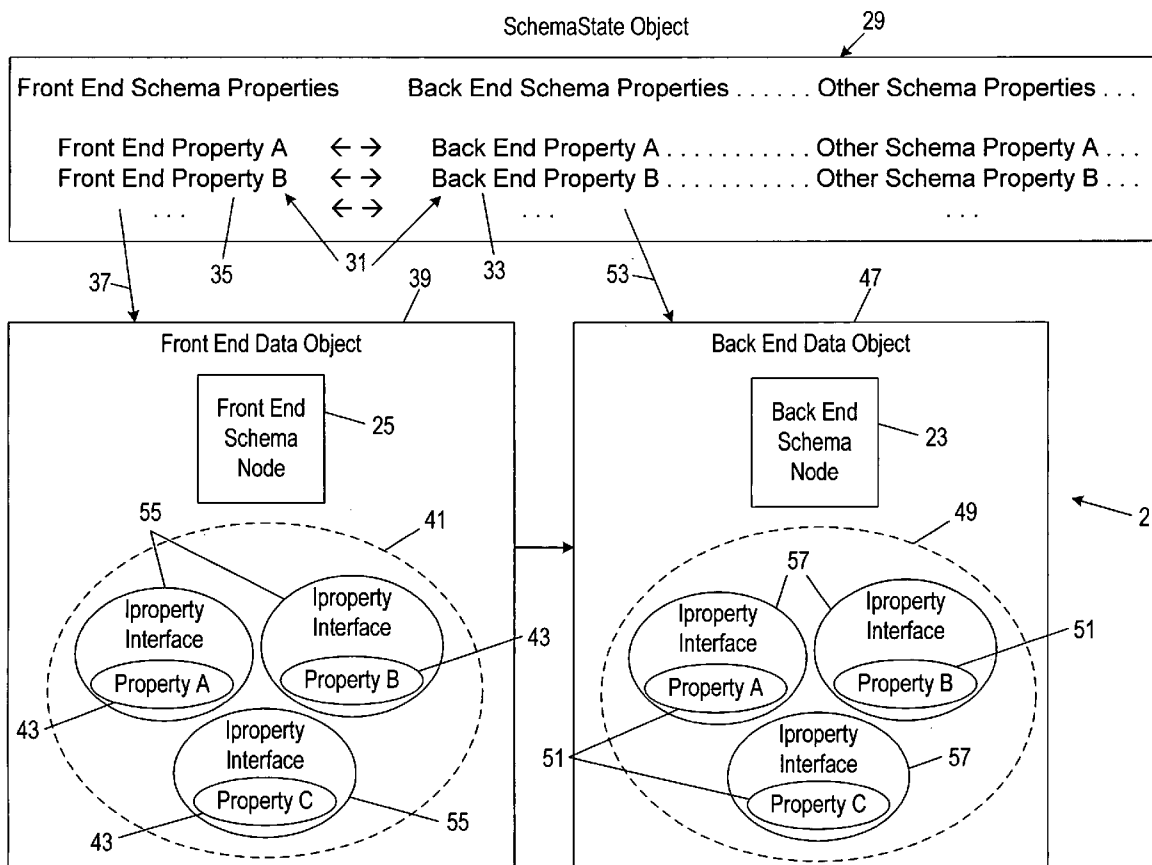 SchemaState Object
29
Front End Schema Properties Back End Schema Properties . . . . . . Other Schema Properties . . .
Front End Property A ← → Back End Property A . . . . . . . . . . Other Schema Property A . . .
Front End Property B ← → Back End Property B . . . . . . . . . . . Other Schema Property B . . .
. . . ← → . . . . . .
37 35 31 33 53
39 47
Front End Data Object Back End Data Object
Front End
Schema
Node
25
Back End
Schema
Node
23
2
55 41
Iproperty
Interface
Property A
Iproperty
Interface
Property B
43
43
Iproperty
Interface
Property C
43 55
49
57
Iproperty
Interface
Property A
Iproperty
Interface
Property B
51
51
Iproperty
Interface
Property C
57